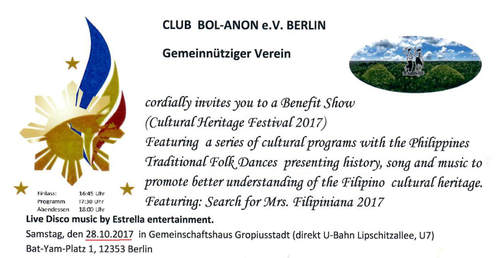 CLUB BOL-ANON e.V. BERLIN
Gemeinnütziger Verein
cordially invites you to a Benefit Show
(Cultural Heritage Festival 2017)
Featuring a series of cultural programs with the Philippines
Traditional Folk Dances presenting history, song and music to
promote better understanding of the Filipino cultural heritage.
Featuring: Search for Mrs. Filipiniana 2017
Einlass: 16:45 Uhr
Programm 17:30 Uhr
Abendessen 18:00 Uhr
Live Disco music by Estrella entertainment.
Samstag, den 28.10.2017 in Gemeinschaftshaus Gropiusstadt (direkt U-Bahn Lipschitzallee, U7)
Bat-Yam-Platz 1, 12353 Berlin